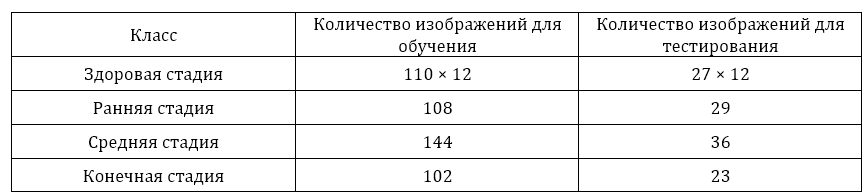 Класс
Количество изображений для
обучения
Количество изображений для
тестирования
Здоровая стадия
110 × 12
27 × 12
Ранняя стадия
108
29
Средняя стадия
144
36
Конечная стадия
102
23